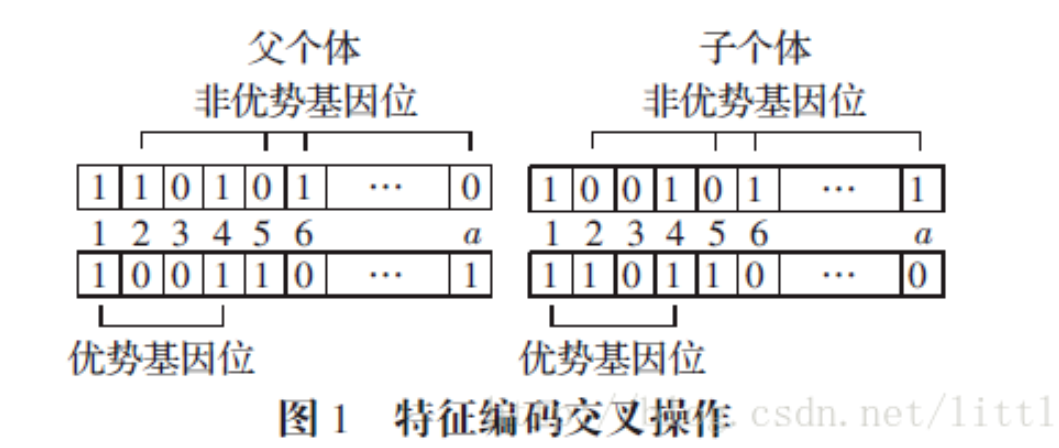 父个体 子个体
非优势基因位 非优势基因位
1 1 0 1 0 1 … 0 1 0 0 1 0 1 … 1
1 2 3 4 5 6 a 1 2 3 4 5 6 a
1 0 0 1 1 0 … 1 1 1 0 1 1 0 … 0
优势基因位 优势基因位
图 1 特征编码交叉操作
csdn.net/littl